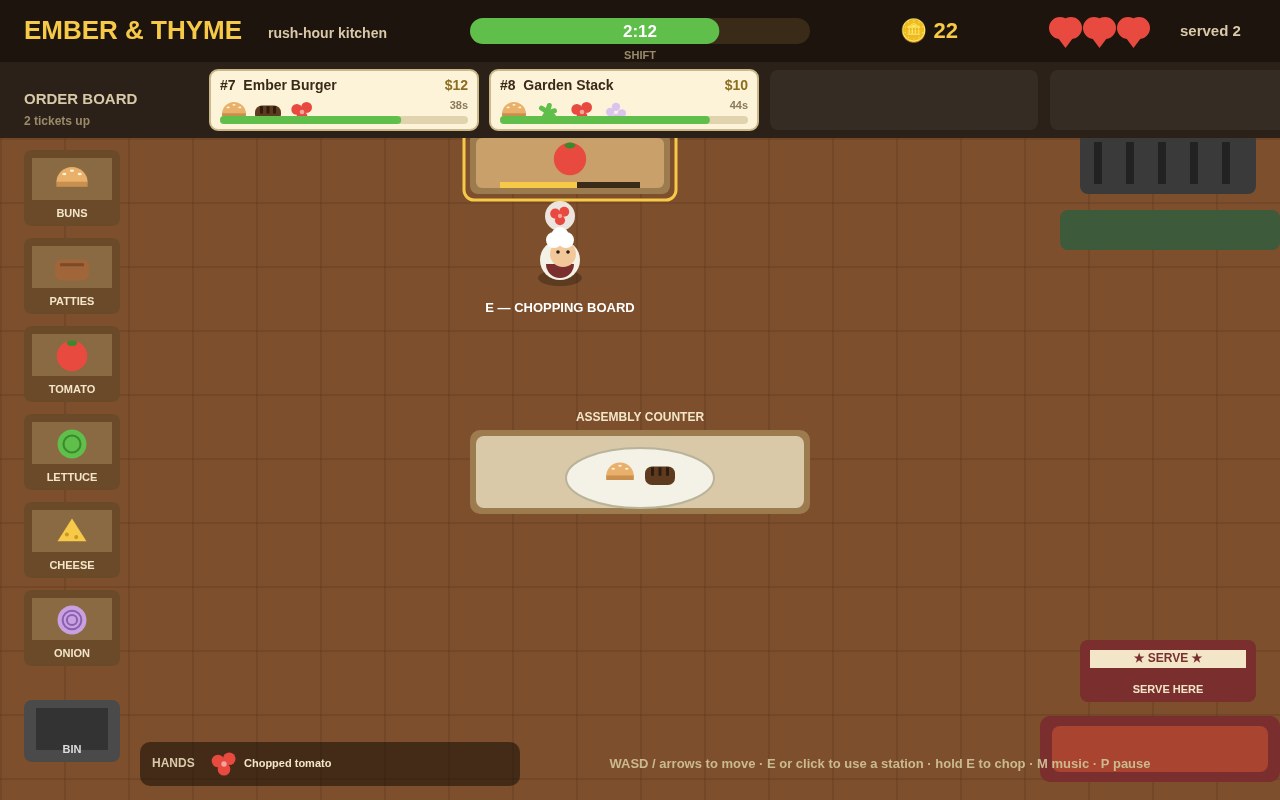 EMBER & THYME
rush-hour kitchen
2:12
SHIFT
22
served 2
ORDER BOARD
2 tickets up
#7 Ember Burger $12
38s
#8 Garden Stack $10
44s
BUNS
PATTIES
TOMATO
LETTUCE
CHEESE
ONION
BIN
E — CHOPPING BOARD
ASSEMBLY COUNTER
★ SERVE ★
SERVE HERE
HANDS Chopped tomato
WASD / arrows to move · E or click to use a station · hold E to chop · M music · P pause